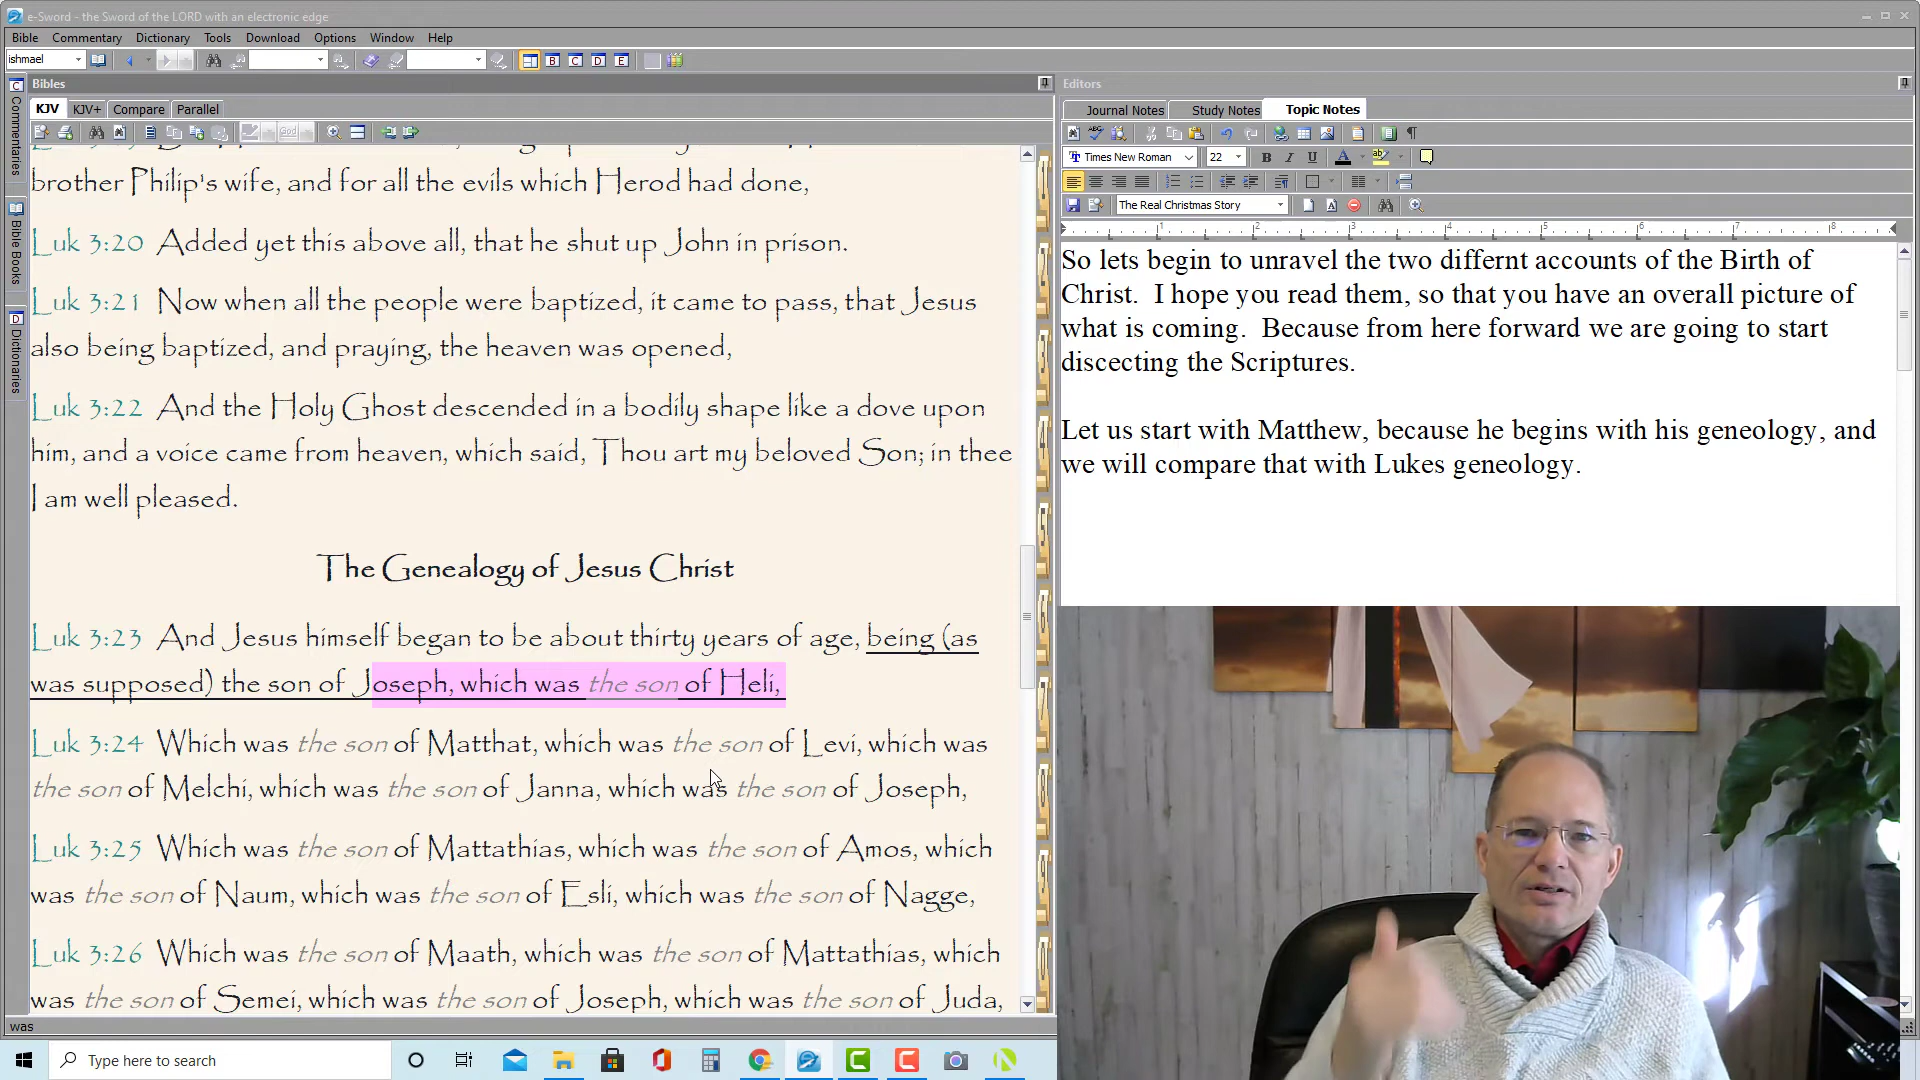 e-Sword - the Sword of the LORD with an electronic edge
Bible Commentary Dictionary Tools Download Options Window Help
ishmael
B C D E
Bibles
KJV KJV+ Compare Parallel
God
Commentaries
Bible Books
Dictionaries
brother Philip's wife, and for all the evils which Herod had done,
Luk 3:20 Added yet this above all, that he shut up John in prison.
Luk 3:21 Now when all the people were baptized, it came to pass, that Jesus
also being baptized, and praying, the heaven was opened,
Luk 3:22 And the Holy Ghost descended in a bodily shape like a dove upon
him, and a voice came from heaven, which said, Thou art my beloved Son; in thee
I am well pleased.
The Genealogy of Jesus Christ
Luk 3:23 And Jesus himself began to be about thirty years of age, being (as
was supposed) the son of Joseph, which was the son of Heli,
Luk 3:24 Which was the son of Matthat, which was the son of Levi, which was
the son of Melchi, which was the son of Janna, which was the son of Joseph,
Luk 3:25 Which was the son of Mattathias, which was the son of Amos, which
was the son of Naum, which was the son of Esli, which was the son of Nagge,
Luk 3:26 Which was the son of Maath, which was the son of Mattathias, which
was the son of Semei, which was the son of Joseph, which was the son of Juda,
was
Editors
Journal Notes Study Notes Topic Notes
Times New Roman 22 B I U A ab
The Real Christmas Story
1 2 3 4 5 6 7 8
So lets begin to unravel the two differnt accounts of the Birth of
Christ. I hope you read them, so that you have an overall picture of
what is coming. Because from here forward we are going to start
discecting the Scriptures.
Let us start with Matthew, because he begins with his geneology, and
we will compare that with Lukes geneology.
Type here to search